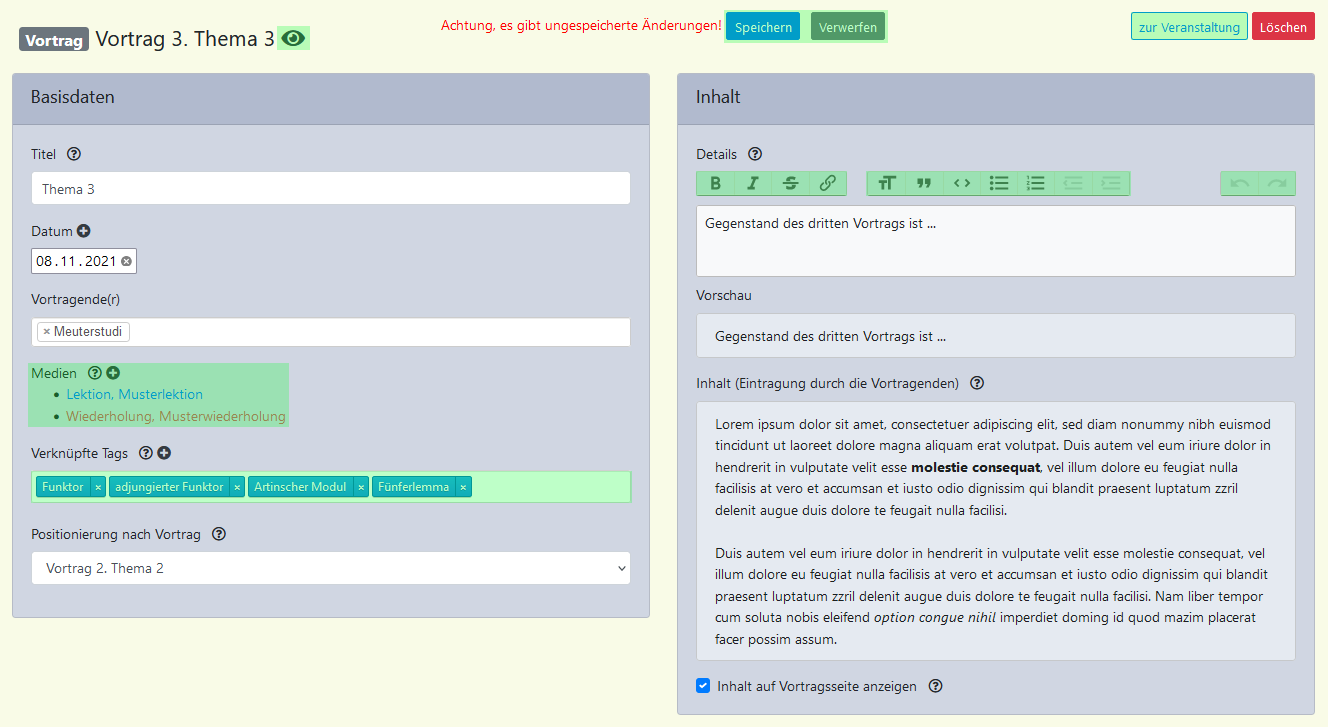 Vortrag Vortrag 3. Thema 3
Achtung, es gibt ungespeicherte Änderungen! Speichern Verwerfen
zur Veranstaltung Löschen
Basisdaten
Titel
Thema 3
Datum
08.11.2021
Vortragende(r)
× Meuterstudi
Medien
• Lektion, Musterlektion
• Wiederholung, Musterwiederholung
Verknüpfte Tags
Funktor × adjungierter Funktor × Artinscher Modul × Fünferlemma ×
Positionierung nach Vortrag
Vortrag 2. Thema 2
Inhalt
Details
Gegenstand des dritten Vortrags ist ...
Vorschau
Gegenstand des dritten Vortrags ist ...
Inhalt (Eintragung durch die Vortragenden)
Lorem ipsum dolor sit amet, consectetuer adipiscing elit, sed diam nonummy nibh euismod
tincidunt ut laoreet dolore magna aliquam erat volutpat. Duis autem vel eum iriure dolor in
hendrerit in vulputate velit esse molestie consequat, vel illum dolore eu feugiat nulla
facilisis at vero et accumsan et iusto odio dignissim qui blandit praesent luptatum zzril
delenit augue duis dolore te feugait nulla facilisi.
Duis autem vel eum iriure dolor in hendrerit in vulputate velit esse molestie consequat, vel
illum dolore eu feugiat nulla facilisis at vero et accumsan et iusto odio dignissim qui blandit
praesent luptatum zzril delenit augue duis dolore te feugait nulla facilisi. Nam liber tempor
cum soluta nobis eleifend option congue nihil imperdiet doming id quod mazim placerat
facer possim assum.
Inhalt auf Vortragsseite anzeigen